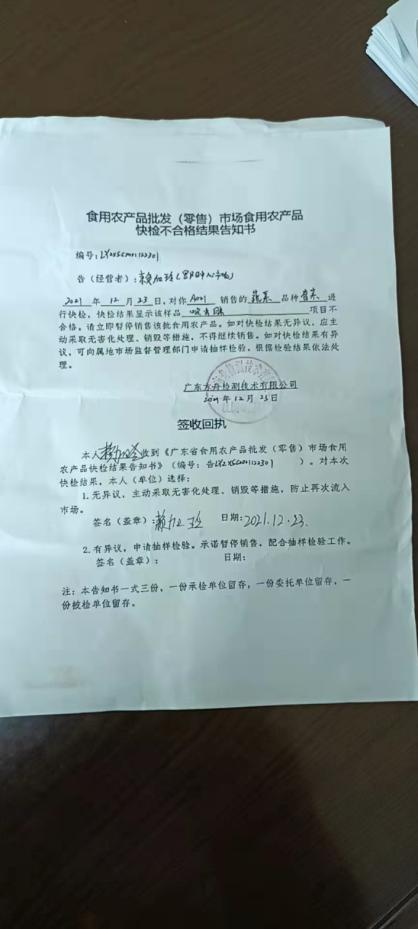 食用农产品批发（零售）市场食用农产品
快检不合格结果告知书
编号：
告（经营者）：
2021 年 12 月 23 日，对你 A001 销售的 蔬菜 品种 进
行快检，快检结果显示该样品 项目不
合格。请立即暂停销售该批食用农产品。如对快检结果无异议，应主
动采取无害化处理、销毁等措施，不得继续销售。如对快检结果有异
议，可向属地市场监督管理部门申请抽样检验，根据检验结果依法处
理。
广东方舟检测技术有限公司
2021 年 12 月 23 日
签收回执
本人 收到《广东省食用农产品批发（零售）市场食用
农产品快检结果告知书》（编号：告 ）。对本次
快检结果，本人（单位）选择：
1.无异议，主动采取无害化处理、销毁等措施，防止再次流入
市场。
签名（盖章）： 日期：2021.12.23.
2.有异议，申请抽样检验。承诺暂停销售，配合抽样检验工作。
签名（盖章）： 日期：
注：本告知书一式三份，一份承检单位留存，一份委托单位留存，一
份被检单位留存。